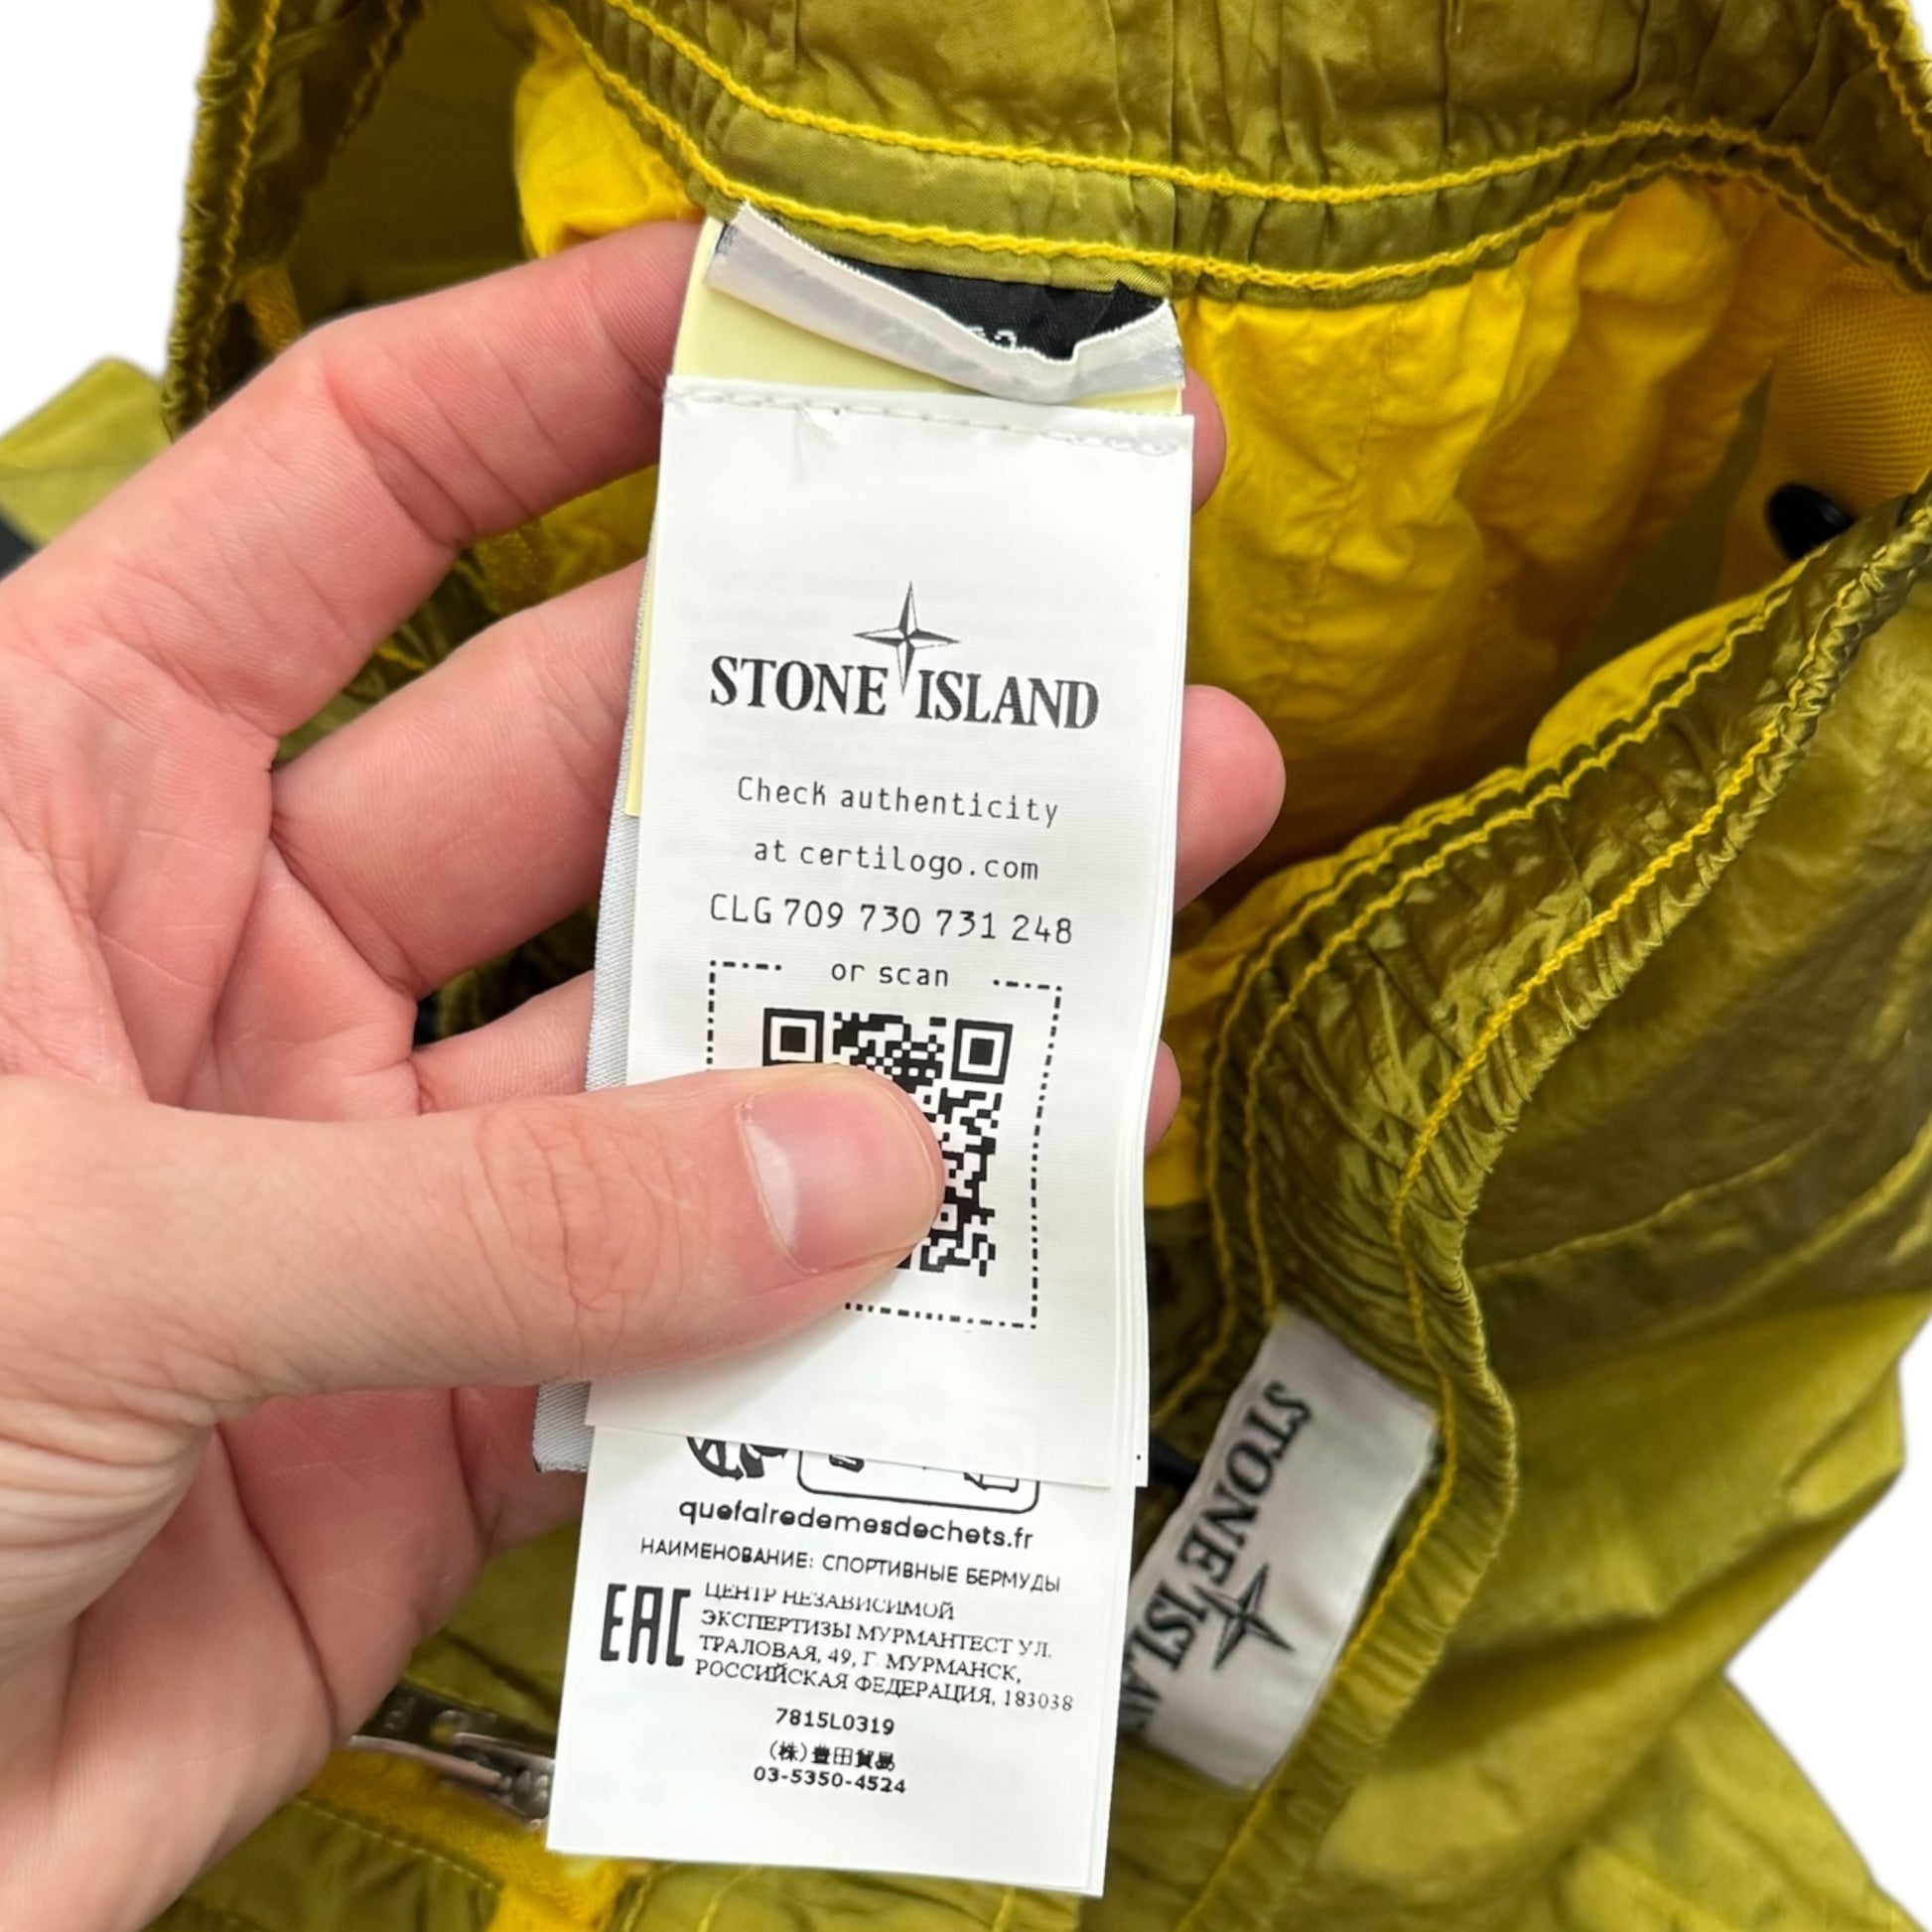 STONE ISLAND
Check authenticity
at certilogo.com
CLG 709 730 731 248
or scan
quefairedemesdechets.fr
НАИМЕНОВАНИЕ: СПОРТИВНЫЕ БЕРМУДЫ
EAC
ЦЕНТР НЕЗАВИСИМОЙ
ЭКСПЕРТИЗЫ МУРМАНТЕСТ УЛ.
ТРАЛОВАЯ, 49, Г. МУРМАНСК,
РОССИЙСКАЯ ФЕДЕРАЦИЯ, 183038
7815L0319
(株)豊田貿易
03-5350-4524
STONE ISLAND